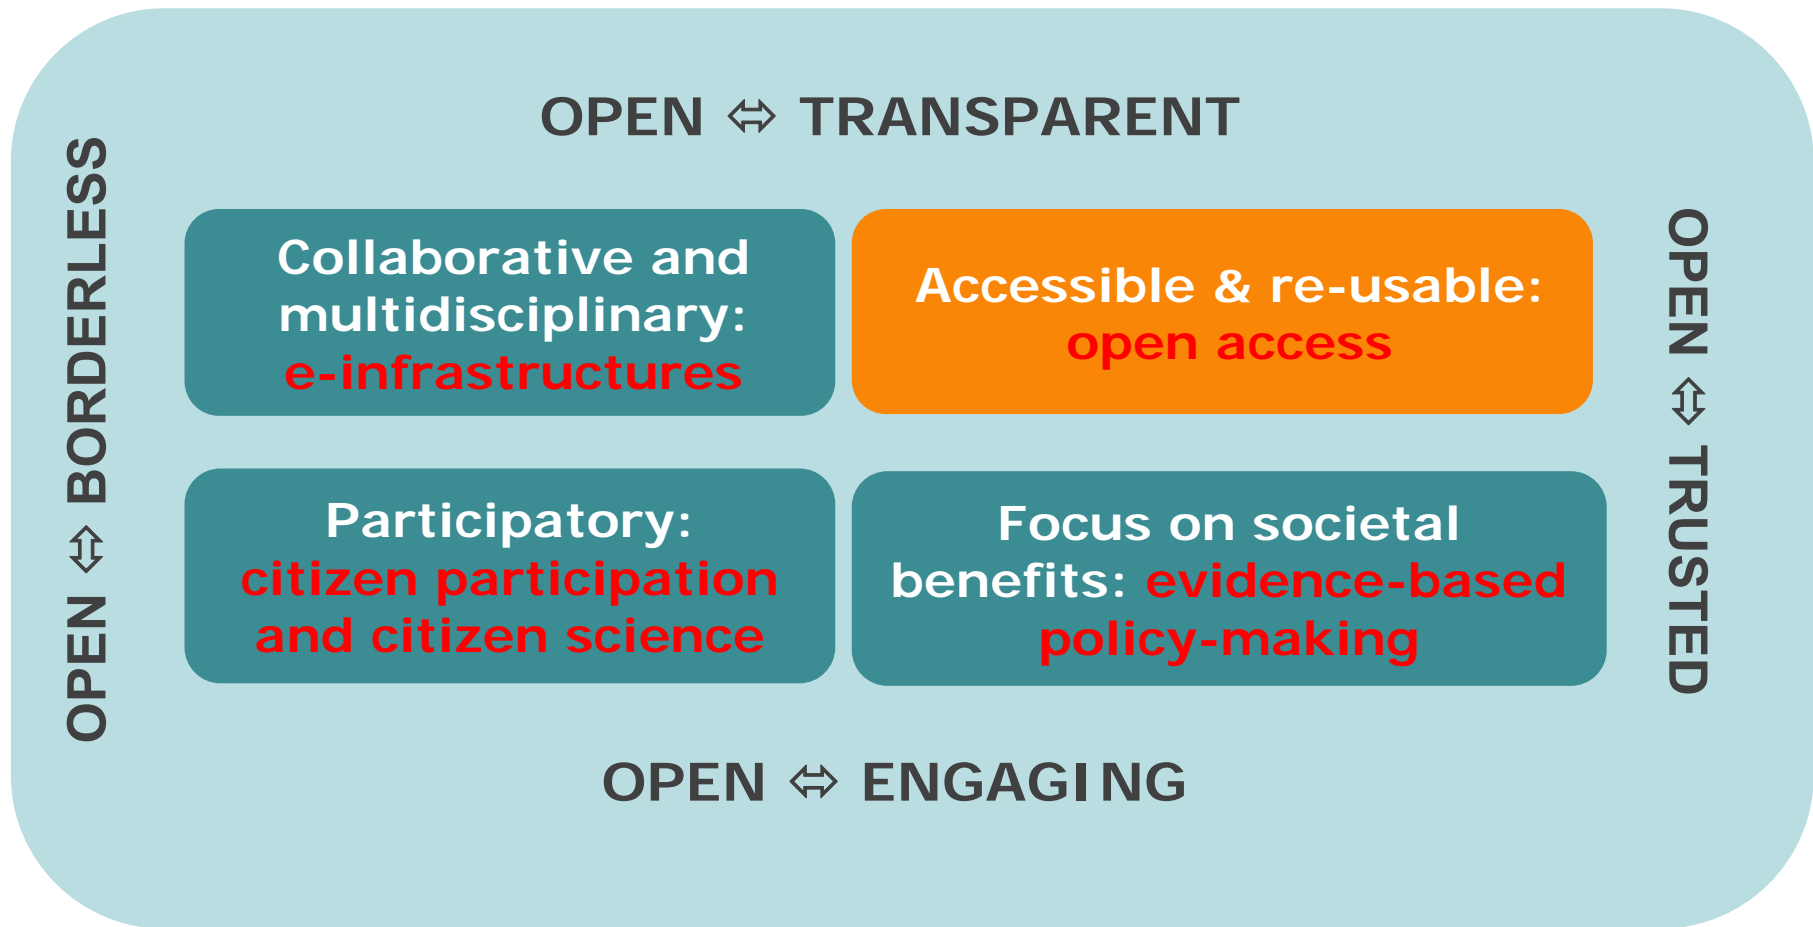 OPEN ⇔ TRANSPARENT
OPEN ⇔ BORDERLESS
Collaborative and
multidisciplinary:
e-infrastructures
Accessible & re-usable:
open access
OPEN ⇔ TRUSTED
Participatory:
citizen participation
and citizen science
Focus on societal
benefits: evidence-based
policy-making
OPEN ⇔ ENGAGING